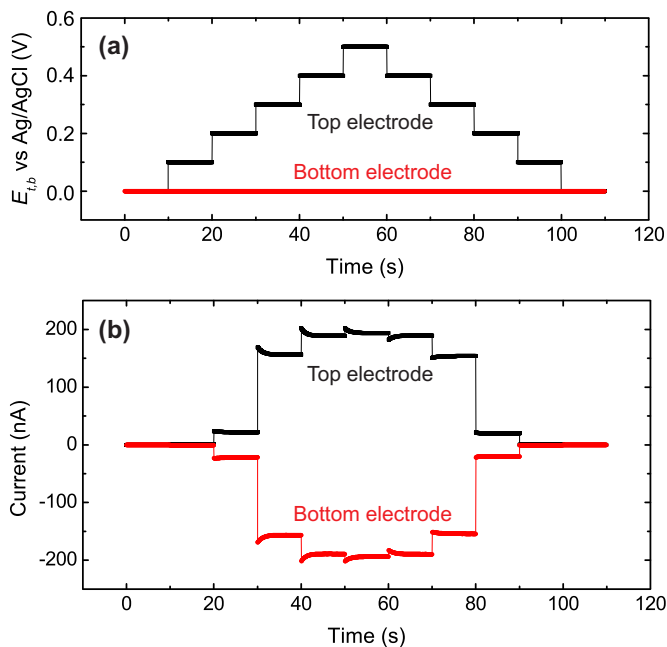 (a)
E_{t,b} vs Ag/AgCl (V)
0.6
0.4
0.2
0.0
Top electrode
Bottom electrode
0 20 40 60 80 100 120
Time (s)
(b)
Current (nA)
200
100
0
-100
-200
Top electrode
Bottom electrode
0 20 40 60 80 100 120
Time (s)